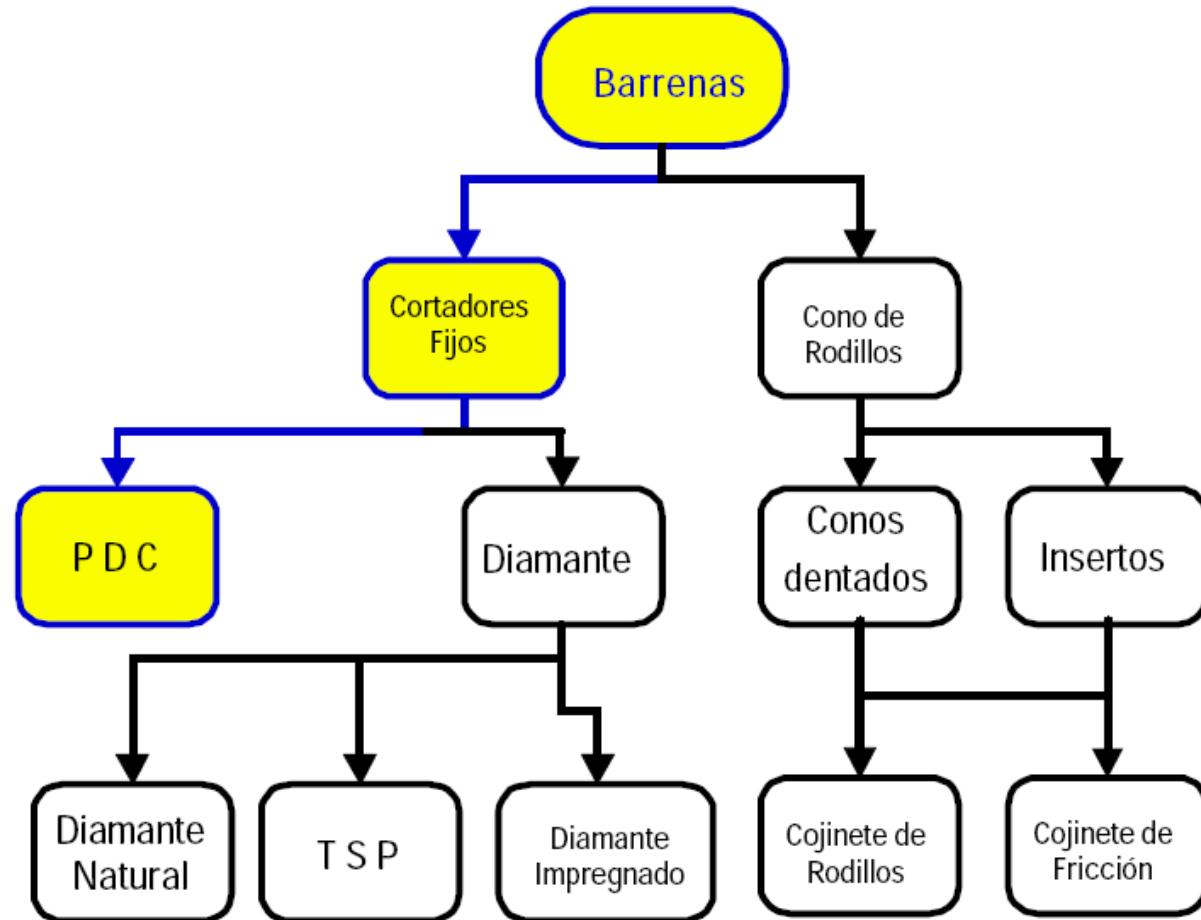 Barrenas
Cortadores
Fijos
Cono de
Rodillos
P D C
Diamante
Conos
dentados
Insertos
Diamante
Natural
T S P
Diamante
Impregnado
Cojinete de
Rodillos
Cojinete de
Fricción